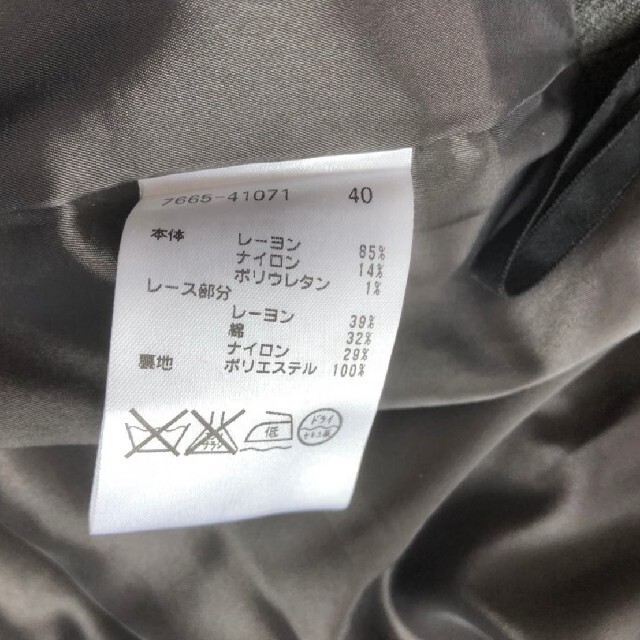 7665-41071 40
本体 レーヨン 85%
ナイロン 14%
ポリウレタン 1%
レース部分
レーヨン 39%
綿 32%
ナイロン 29%
裏地 ポリエステル 100%
低 ドライ